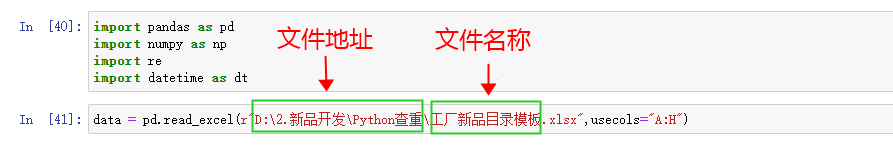 In [40]: import pandas as pd
import numpy as np
import re
import datetime as dt
文件地址 文件名称
In [41]: data = pd.read_excel(r"D:\2.新品开发\Python查重\工厂新品目录模板.xlsx",usecols="A:H")